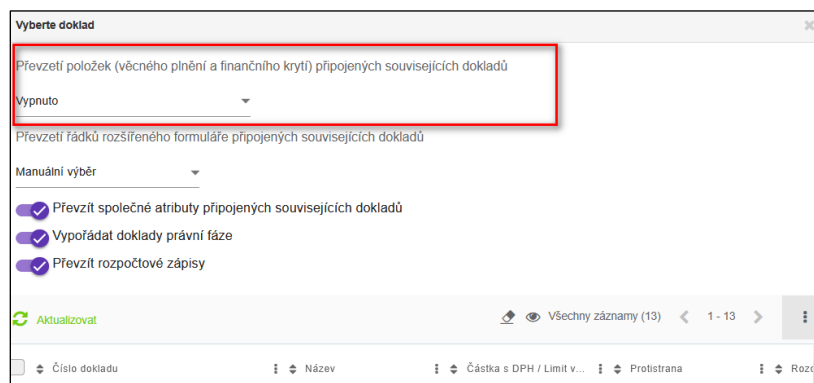 Vyberte doklad
Převzetí položek (věcného plnění a finančního krytí) připojených souvisejících dokladů
Vypnuto
Převzetí řádků rozšířeného formuláře připojených souvisejících dokladů
Manuální výběr
Převzít společné atributy připojených souvisejících dokladů
Vypořádat doklady právní fáze
Převzít rozpočtové zápisy
Aktualizovat Všechny záznamy (13) 1 - 13
Číslo dokladu Název Částka s DPH / Limit v... Protistrana